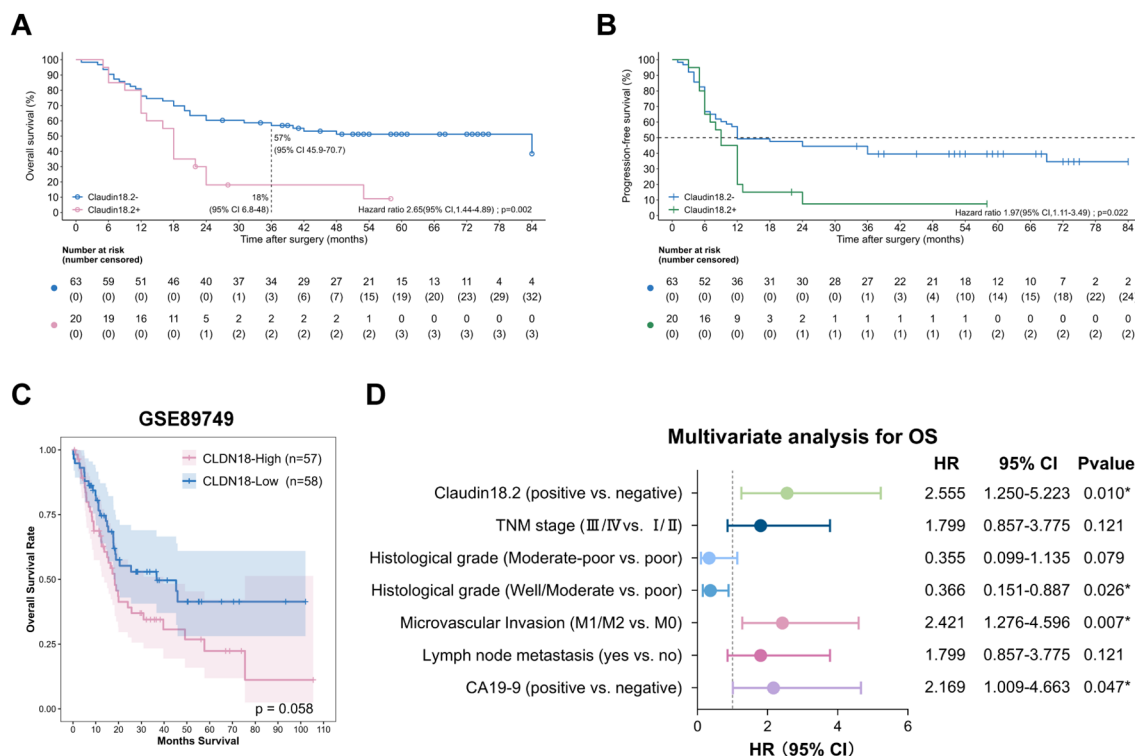 A
100
90
80
70
60
50
40
30
20
10
0
Overall survival (%)
57%
(95% CI 45.9-70.7)
18%
(95% CI 6.8-48)
Claudin18.2-
Claudin18.2+
Hazard ratio 2.65(95% CI,1.44-4.89) ; p=0.002
0 6 12 18 24 30 36 42 48 54 60 66 72 78 84
Time after surgery (months)
Number at risk
(number censored)
63 59 51 46 40 37 34 29 27 21 15 13 11 4 4
(0) (0) (0) (0) (0) (1) (3) (6) (7) (15) (19) (20) (23) (29) (32)
20 19 16 11 5 2 2 2 2 1 0 0 0 0 0
(0) (0) (0) (0) (1) (2) (2) (2) (2) (2) (3) (3) (3) (3) (3)
B
100
90
80
70
60
50
40
30
20
10
0
Progression-free survival (%)
Claudin18.2-
Claudin18.2+
Hazard ratio 1.97(95% CI,1.11-3.49) ; p=0.022
0 6 12 18 24 30 36 42 48 54 60 66 72 78 84
Time after surgery (months)
Number at risk
(number censored)
63 52 36 31 30 28 27 22 21 18 12 10 7 2 2
(0) (0) (0) (0) (0) (0) (1) (3) (4) (10) (14) (15) (18) (22) (24)
20 16 9 3 2 1 1 1 1 1 0 0 0 0 0
(0) (0) (0) (0) (1) (1) (1) (1) (1) (1) (2) (2) (2) (2) (2)
C
GSE89749
1.00
0.75
0.50
0.25
0.00
Overall Survival Rate
CLDN18-High (n=57)
CLDN18-Low (n=58)
p = 0.058
0 10 20 30 40 50 60 70 80 90 100 110
Months Survival
D
Multivariate analysis for OS
HR 95% CI Pvalue
Claudin18.2 (positive vs. negative) 2.555 1.250-5.223 0.010*
TNM stage (Ⅲ/Ⅳ vs. Ⅰ/Ⅱ) 1.799 0.857-3.775 0.121
Histological grade (Moderate-poor vs. poor) 0.355 0.099-1.135 0.079
Histological grade (Well/Moderate vs. poor) 0.366 0.151-0.887 0.026*
Microvascular Invasion (M1/M2 vs. M0) 2.421 1.276-4.596 0.007*
Lymph node metastasis (yes vs. no) 1.799 0.857-3.775 0.121
CA19-9 (positive vs. negative) 2.169 1.009-4.663 0.047*
0 2 4 6
HR (95% CI)